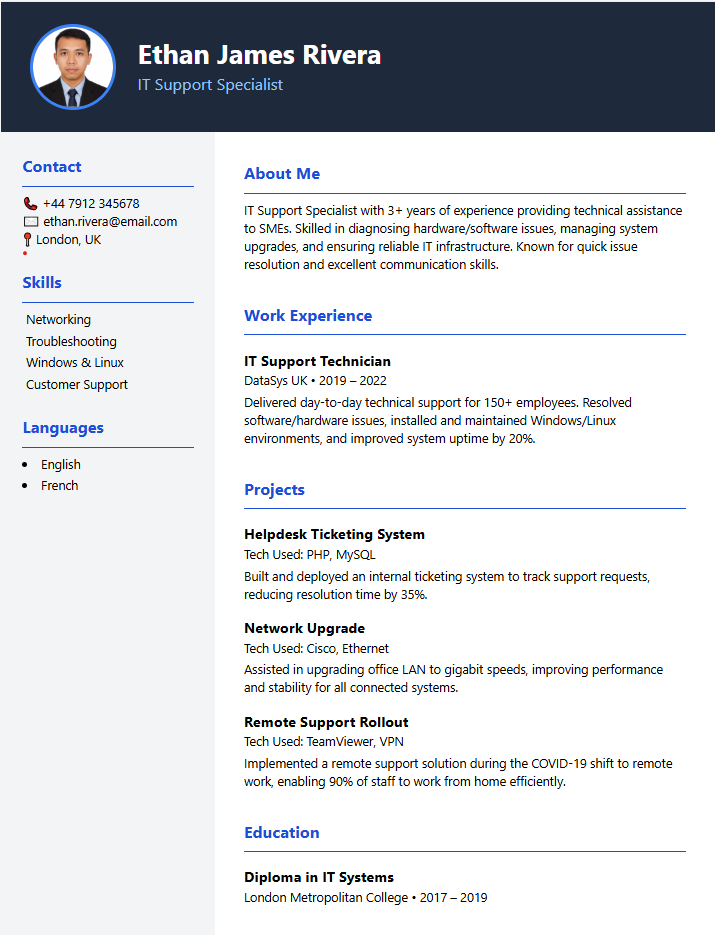 Ethan James Rivera
IT Support Specialist
Contact
+44 7912 345678
ethan.rivera@email.com
London, UK
Skills
Networking
Troubleshooting
Windows & Linux
Customer Support
Languages
• English
• French
About Me
IT Support Specialist with 3+ years of experience providing technical assistance
to SMEs. Skilled in diagnosing hardware/software issues, managing system
upgrades, and ensuring reliable IT infrastructure. Known for quick issue
resolution and excellent communication skills.
Work Experience
IT Support Technician
DataSys UK • 2019 – 2022
Delivered day-to-day technical support for 150+ employees. Resolved
software/hardware issues, installed and maintained Windows/Linux
environments, and improved system uptime by 20%.
Projects
Helpdesk Ticketing System
Tech Used: PHP, MySQL
Built and deployed an internal ticketing system to track support requests,
reducing resolution time by 35%.
Network Upgrade
Tech Used: Cisco, Ethernet
Assisted in upgrading office LAN to gigabit speeds, improving performance
and stability for all connected systems.
Remote Support Rollout
Tech Used: TeamViewer, VPN
Implemented a remote support solution during the COVID-19 shift to remote
work, enabling 90% of staff to work from home efficiently.
Education
Diploma in IT Systems
London Metropolitan College • 2017 – 2019